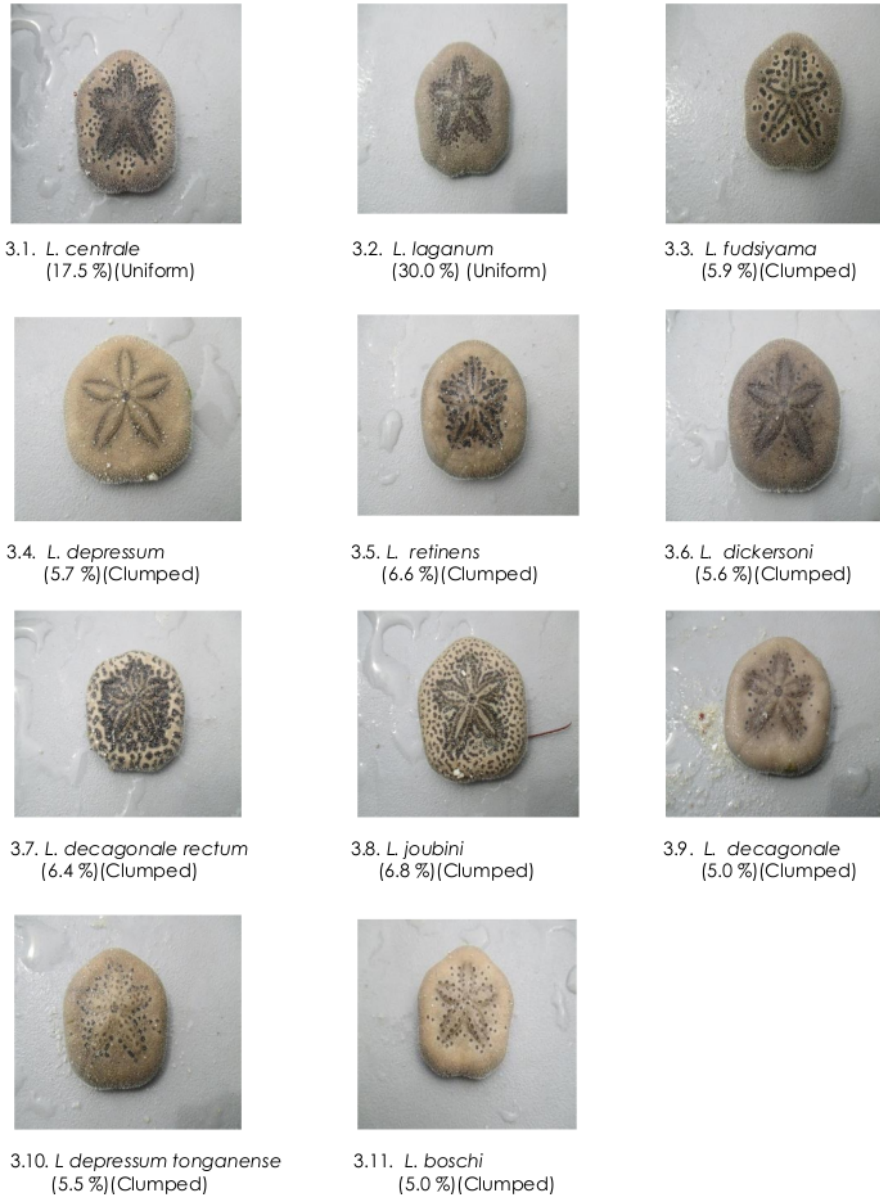 3.1. L. centrale
(17.5 %)(Uniform)
3.2. L. laganum
(30.0 %) (Uniform)
3.3. L. fudsiyama
(5.9 %)(Clumped)
3.4. L. depressum
(5.7 %)(Clumped)
3.5. L. retinens
(6.6 %)(Clumped)
3.6. L. dickersoni
(5.6 %)(Clumped)
3.7. L. decagonale rectum
(6.4 %)(Clumped)
3.8. L. joubini
(6.8 %)(Clumped)
3.9. L. decagonale
(5.0 %)(Clumped)
3.10. L depressum tonganense
(5.5 %)(Clumped)
3.11. L. boschi
(5.0 %)(Clumped)